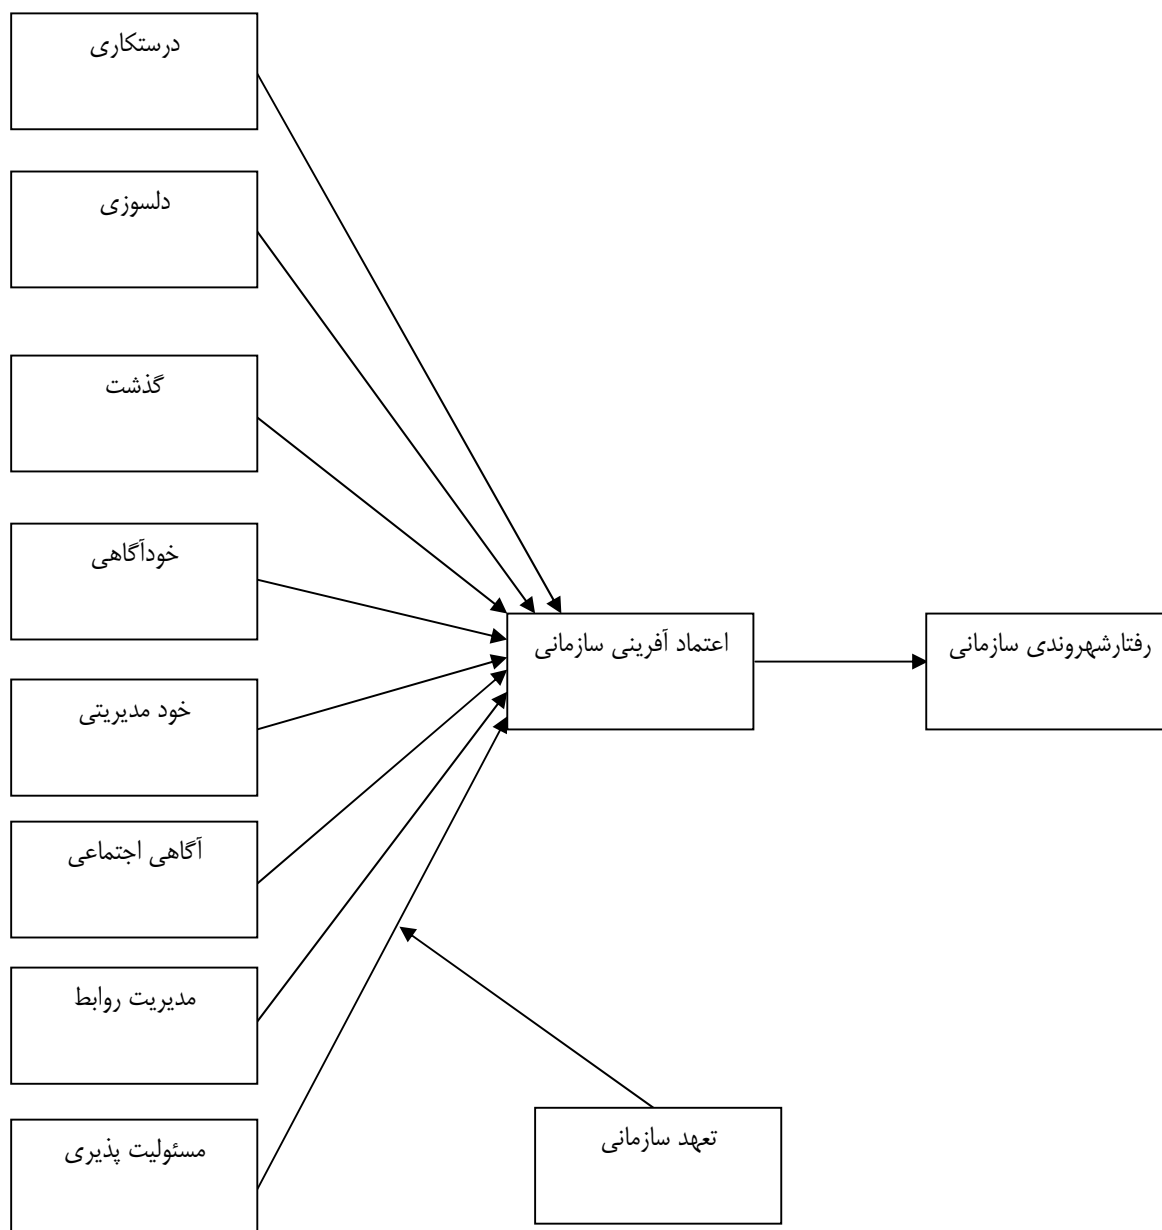 درستکاری
دلسوزی
گذشت
خودآگاهی
خود مدیریتی
آگاهی اجتماعی
مدیریت روابط
مسئولیت پذیری
اعتماد آفرینی سازمانی
رفتارشهروندی سازمانی
تعهد سازمانی